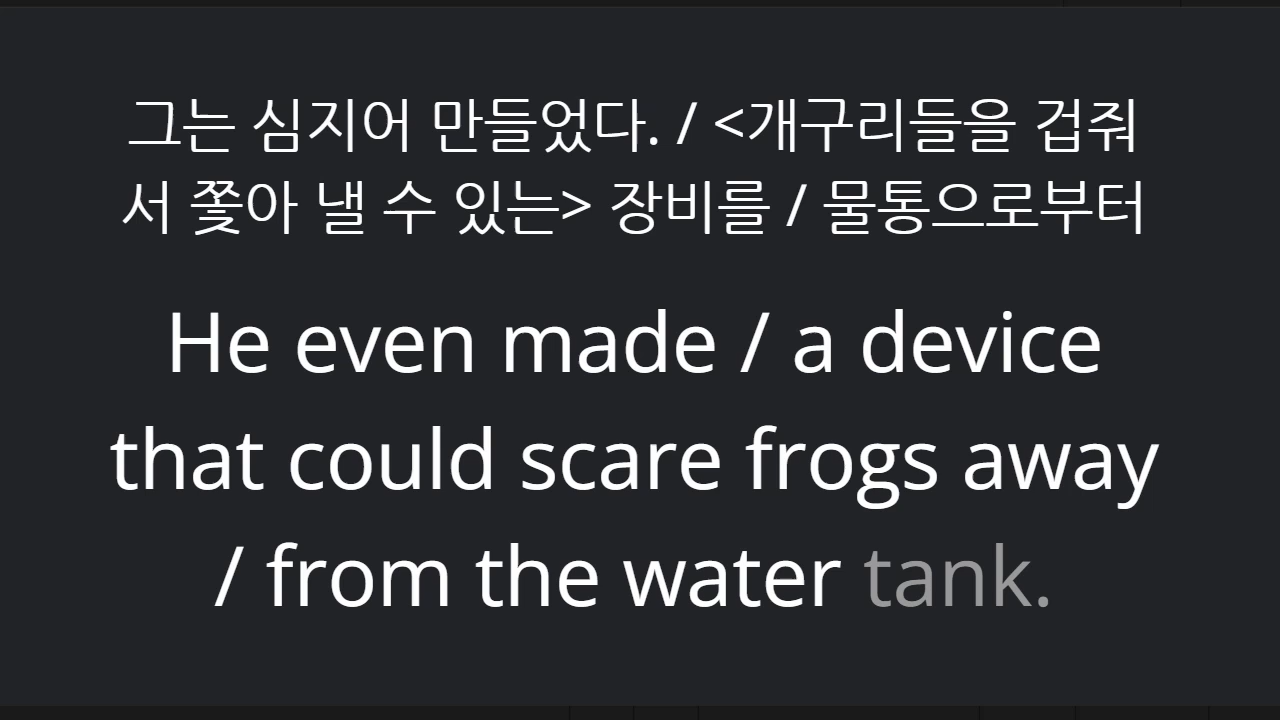 그는 심지어 만들었다. / <개구리들을 겁줘
서 쫓아 낼 수 있는> 장비를 / 물통으로부터
He even made / a device
that could scare frogs away
/ from the water tank.